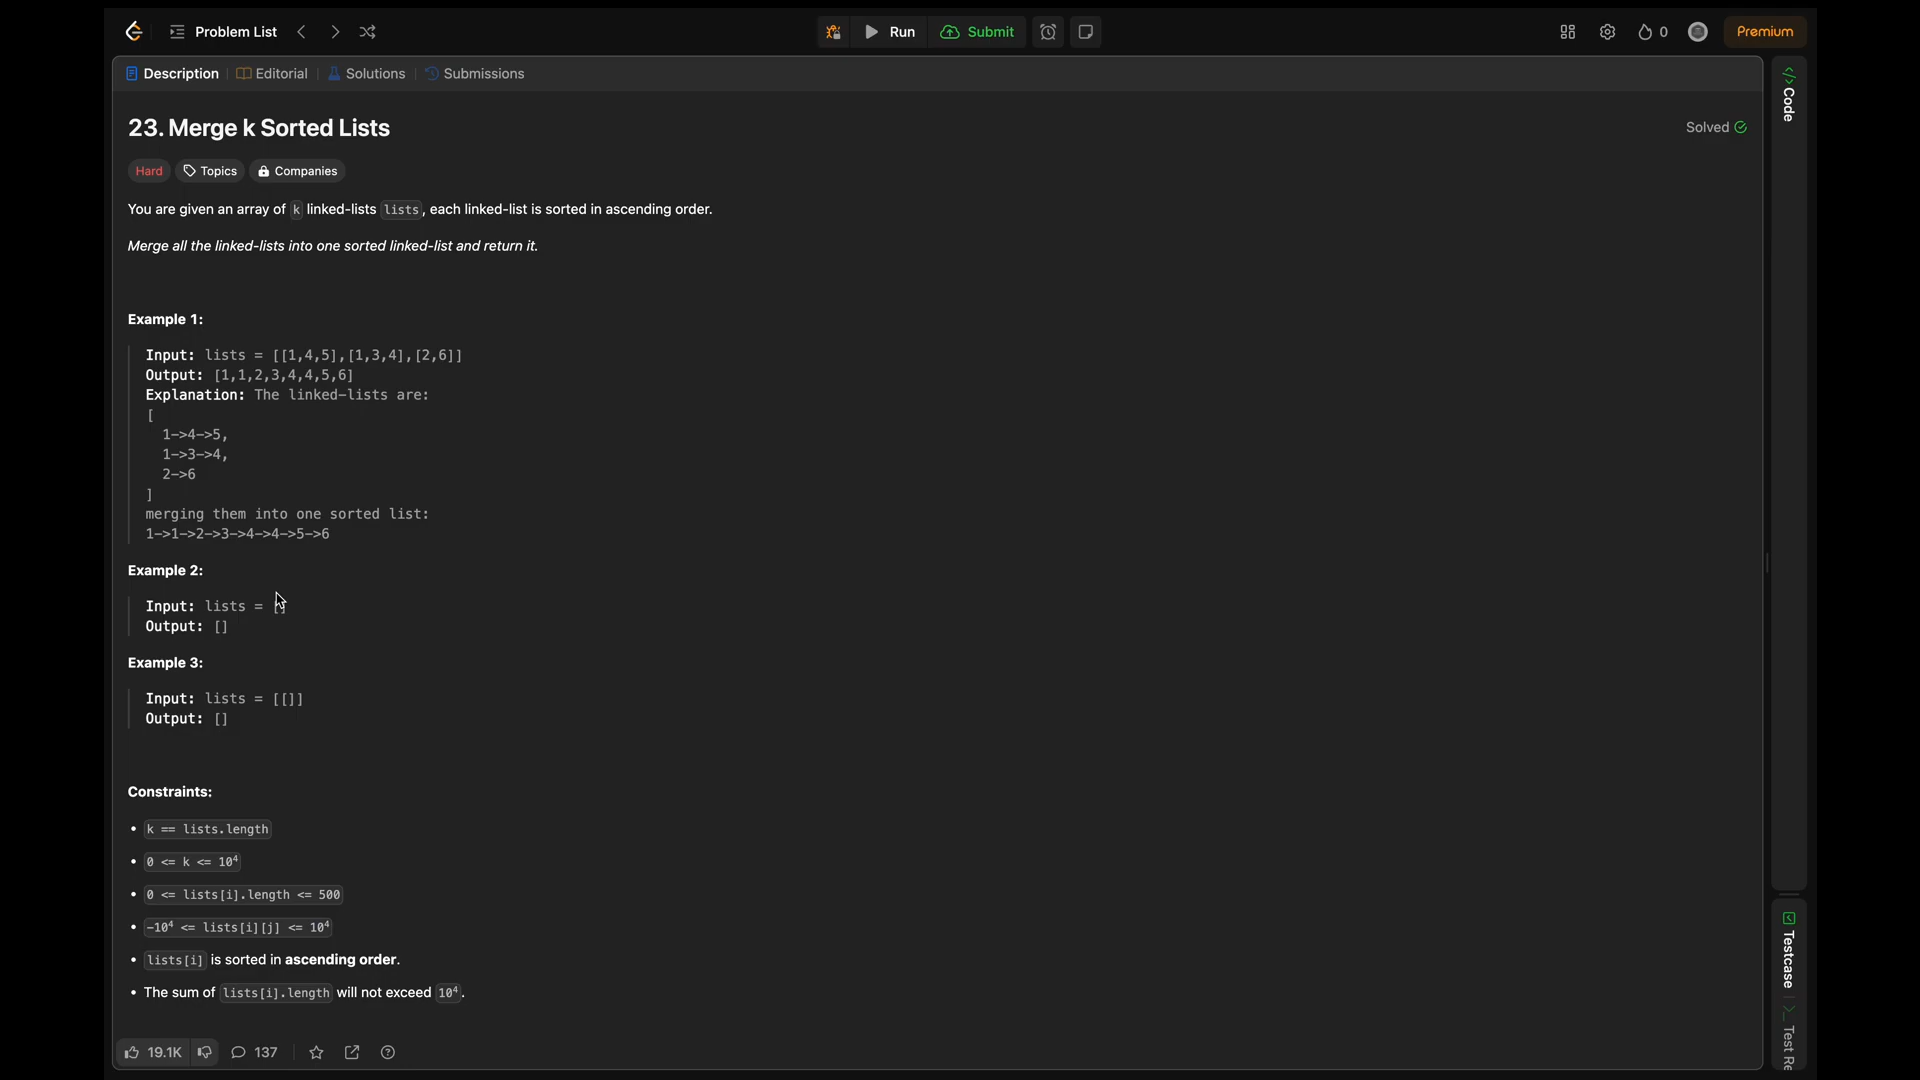 Problem List
Run
Submit
0
Premium
Description
Editorial
Solutions
Submissions
Code
23. Merge k Sorted Lists
Solved
Hard
Topics
Companies
You are given an array of k linked-lists lists, each linked-list is sorted in ascending order.
Merge all the linked-lists into one sorted linked-list and return it.
Example 1:
Input: lists = [[1,4,5],[1,3,4],[2,6]]
Output: [1,1,2,3,4,4,5,6]
Explanation: The linked-lists are:
[
1->4->5,
1->3->4,
2->6
]
merging them into one sorted list:
1->1->2->3->4->4->5->6
Example 2:
Input: lists = []
Output: []
Example 3:
Input: lists = [[]]
Output: []
Constraints:
• k == lists.length
• 0 <= k <= 10⁴
• 0 <= lists[i].length <= 500
• -10⁴ <= lists[i][j] <= 10⁴
• lists[i] is sorted in ascending order.
• The sum of lists[i].length will not exceed 10⁴.
Testcase
Test Re
19.1K
137